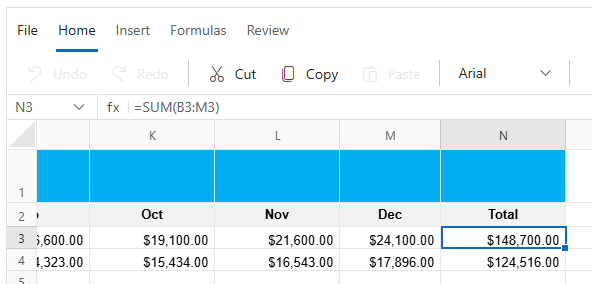 File Home Insert Formulas Review
Undo Redo Cut Copy Paste Arial
N3 fx =SUM(B3:M3)
K L M N
1
2 Oct Nov Dec Total
3 ,600.00 $19,100.00 $21,600.00 $24,100.00 $148,700.00
4 ,323.00 $15,434.00 $16,543.00 $17,896.00 $124,516.00